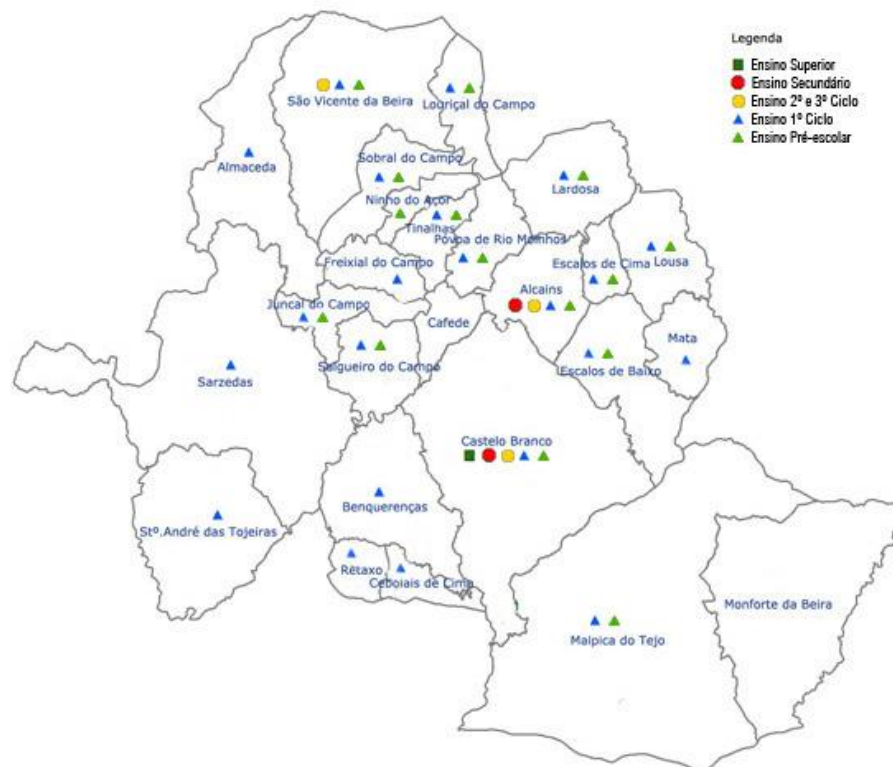 Legenda
Ensino Superior
Ensino Secundário
Ensino 2º e 3º Ciclo
Ensino 1º Ciclo
Ensino Pré-escolar
São Vicente da Beira
Louriçal do Campo
Almaceda
Sobral do Campo
Lardosa
Ninho do Açor
Tinalhas
Póvoa de Rio Moinhos
Freixial do Campo
Escalos de Cima
Lousa
Alcains
Juncal do Campo
Cafede
Mata
Salgueiro do Campo
Escalos de Baixo
Sarzedas
Castelo Branco
Benquerenças
Stº.André das Tojeiras
Retaxo
Cebolais de Cima
Monforte da Beira
Malpica do Tejo